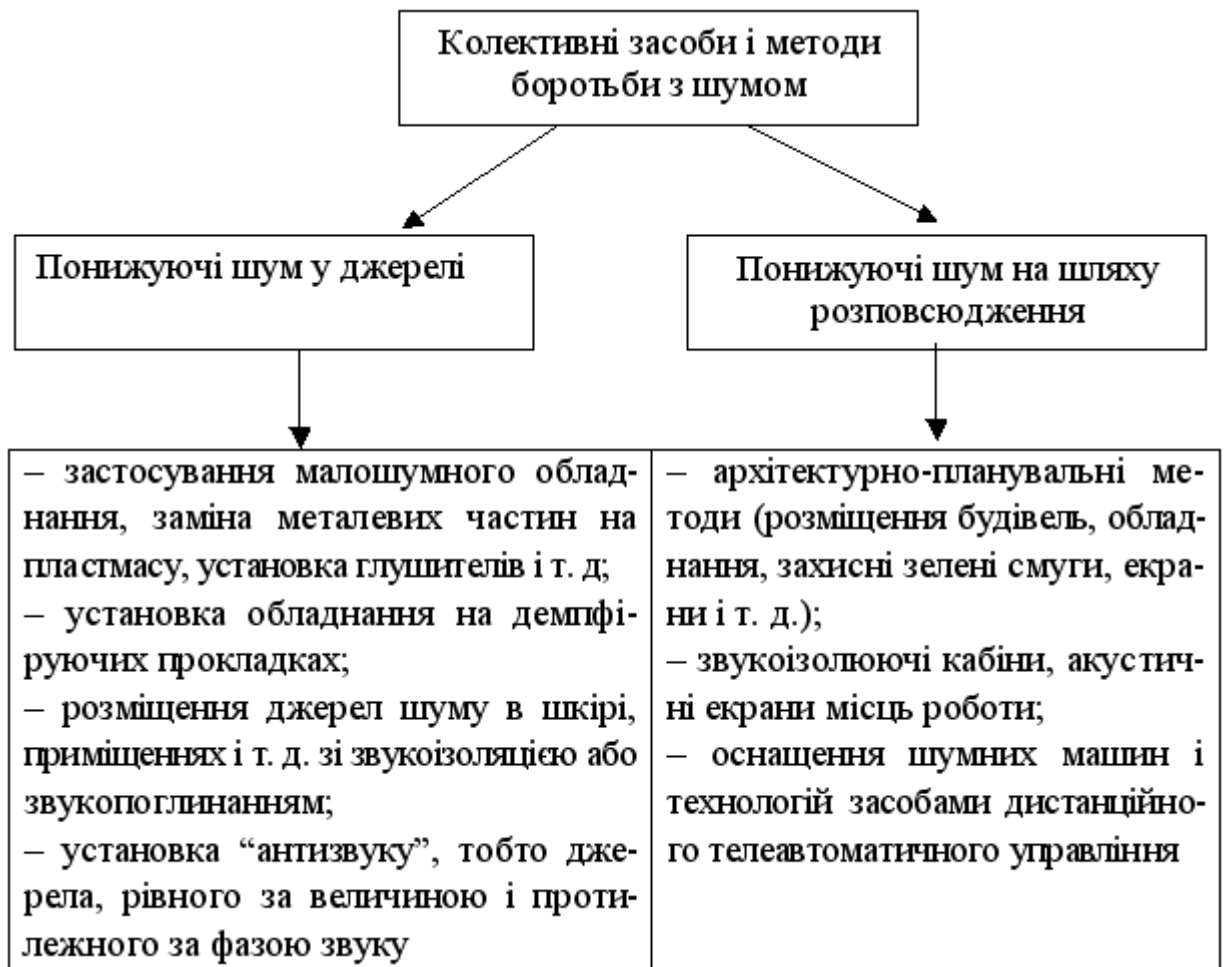 Колективні засоби і методи
боротьби з шумом
Понижуючі шум у джерелі
Понижуючі шум на шляху
розповсюдження
– застосування малошумного облад-
нання, заміна металевих частин на
пластмасу, установка глушителів і т. д;
– установка обладнання на демпфі-
руючих прокладках;
– розміщення джерел шуму в шкірі,
приміщеннях і т. д. зі звукоізоляцією або
звукопоглинанням;
– установка “антизвуку”, тобто дже-
рела, рівного за величиною і проти-
лежного за фазою звуку
– архітектурно-планувальні ме-
тоди (розміщення будівель, облад-
нання, захисні зелені смуги, екра-
ни і т. д.);
– звукоізолюючі кабіни, акустич-
ні екрани місць роботи;
– оснащення шумних машин і
технологій засобами дистанційно-
го телеавтоматичного управління